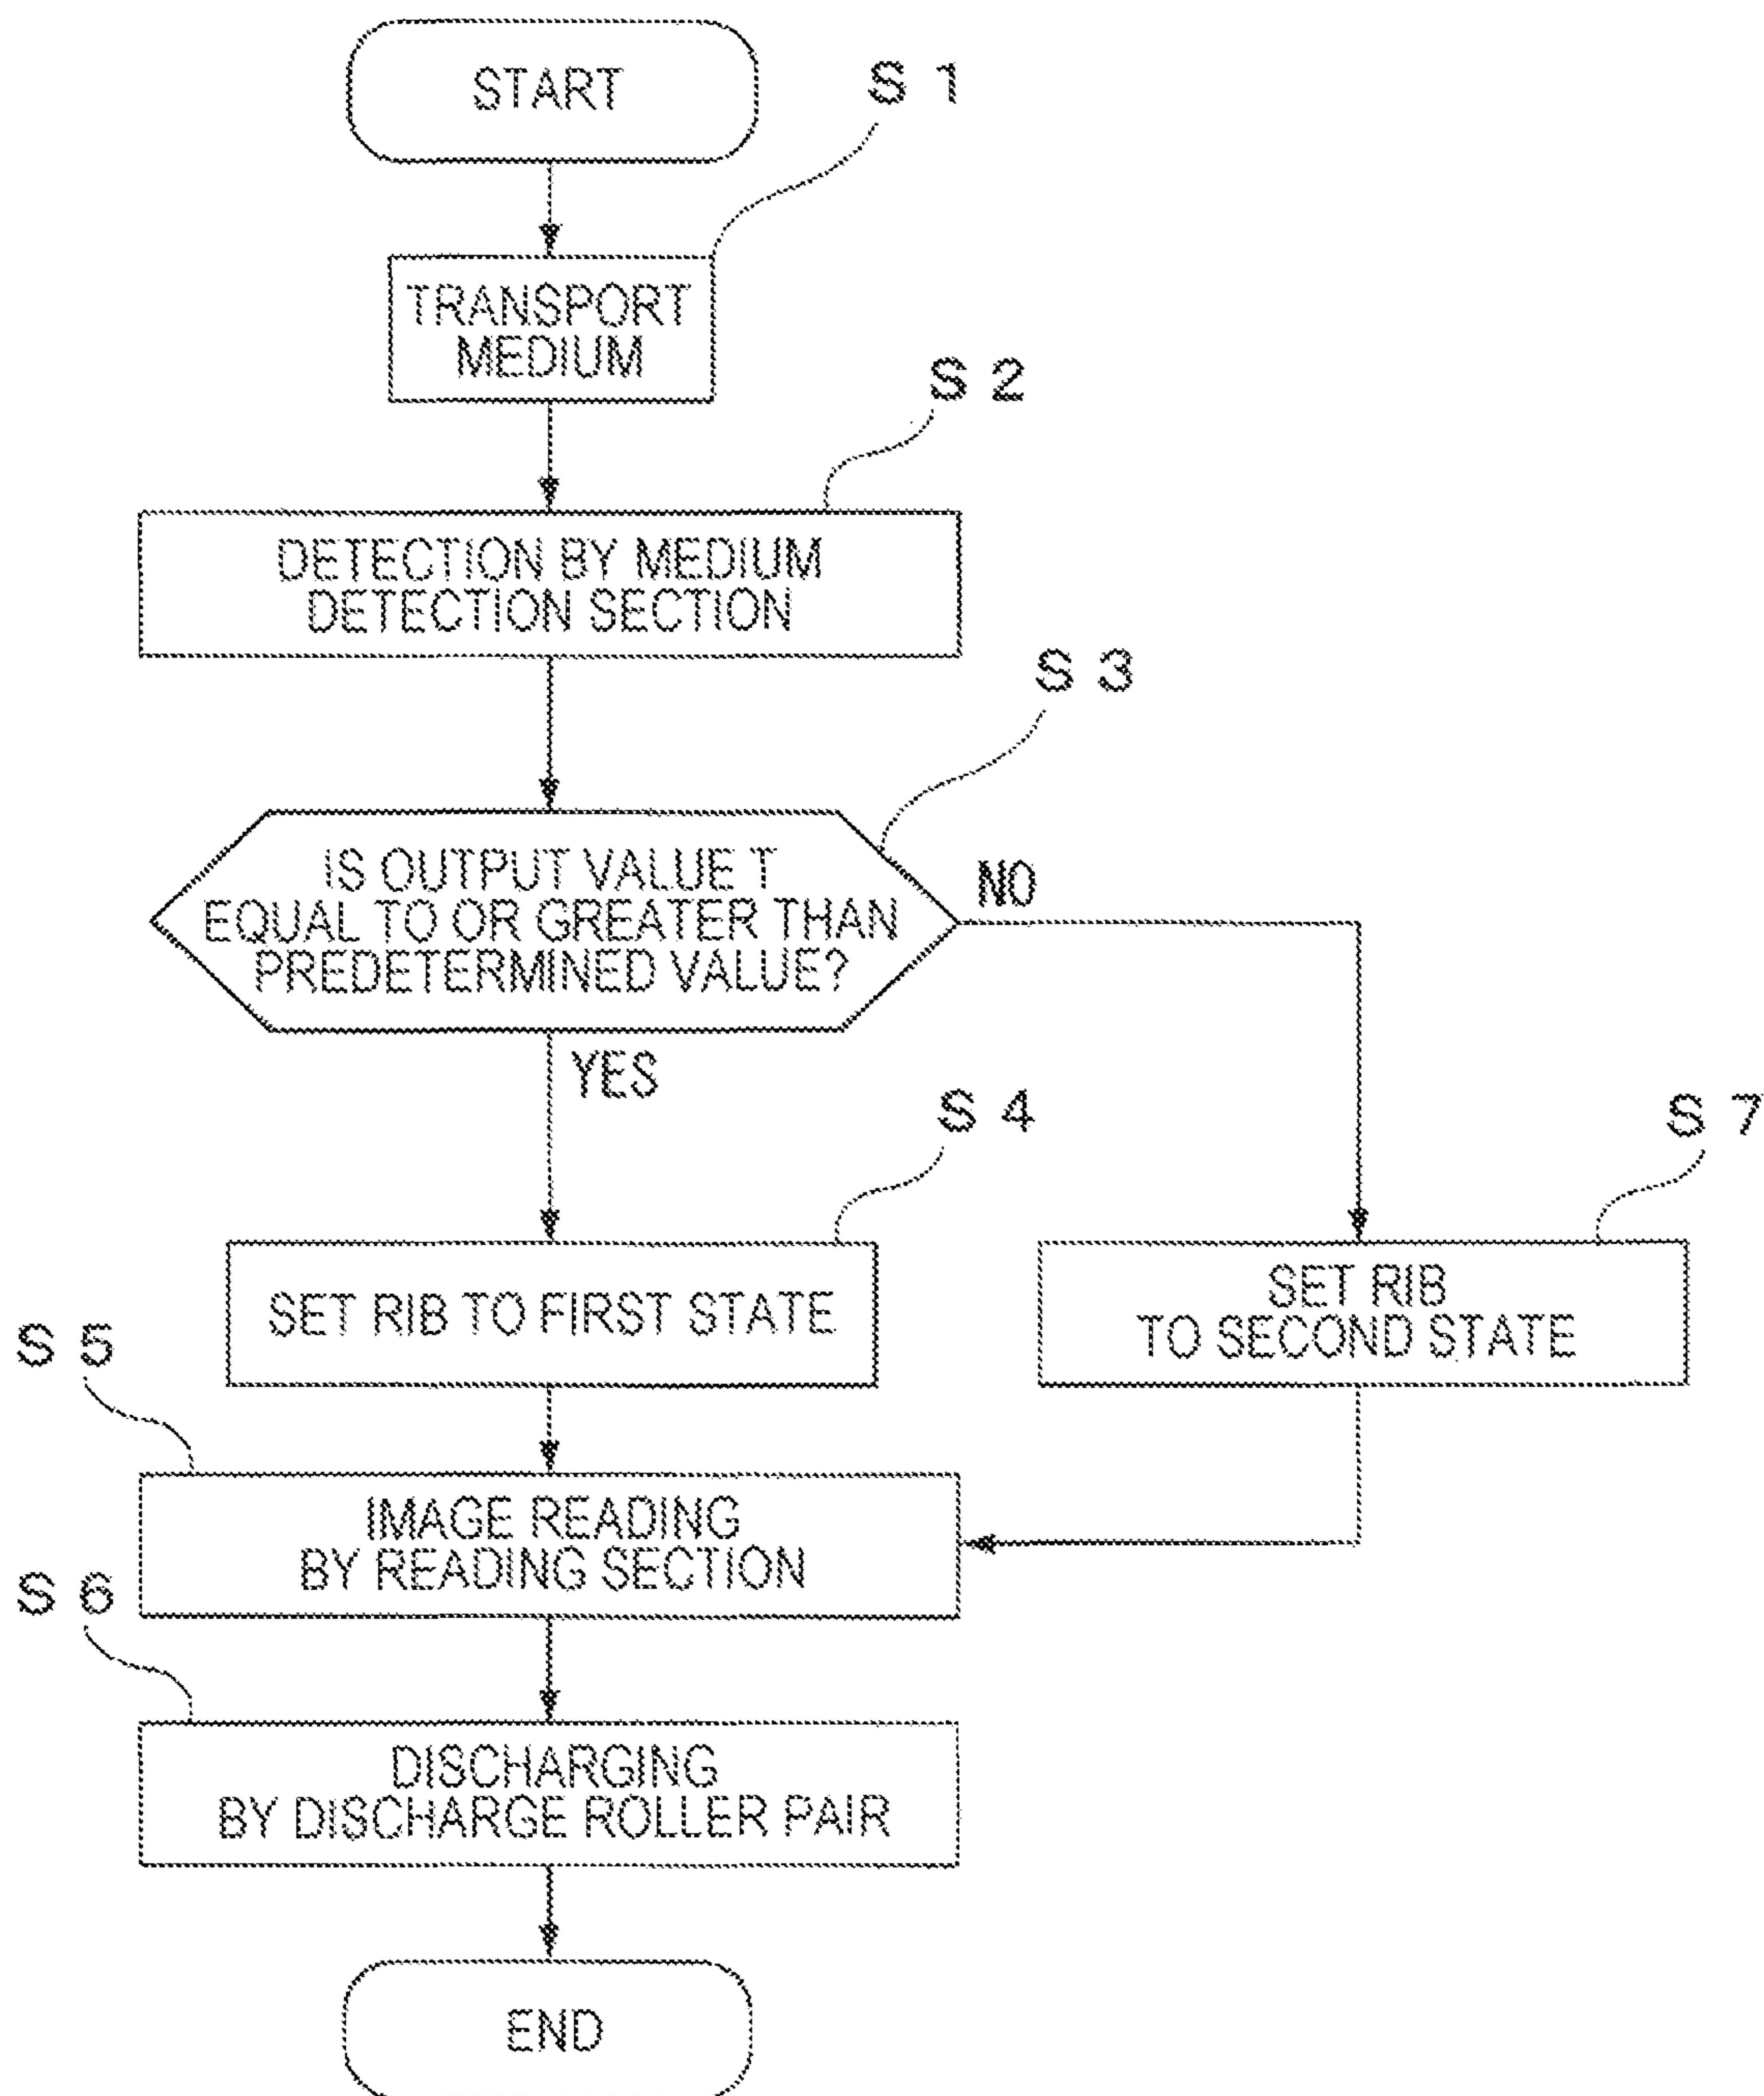 START
S 1
TRANSPORT
MEDIUM
S 2
DETECTION BY MEDIUM
DETECTION SECTION
S 3
IS OUTPUT VALUE T
EQUAL TO OR GREATER THAN
PREDETERMINED VALUE?
NO
YES
S 4
SET RIB TO FIRST STATE
S 7
SET RIB
TO SECOND STATE
S 5
IMAGE READING
BY READING SECTION
S 6
DISCHARGING
BY DISCHARGE ROLLER PAIR
END